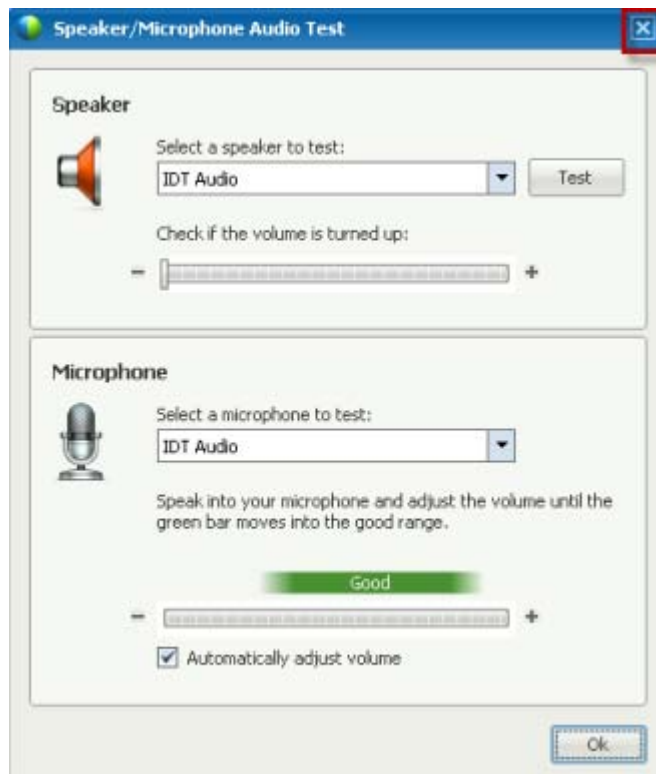 Speaker/Microphone Audio Test
Speaker
Select a speaker to test:
IDT Audio
Test
Check if the volume is turned up:
- +
Microphone
Select a microphone to test:
IDT Audio
Speak into your microphone and adjust the volume until the
green bar moves into the good range.
Good
- +
Automatically adjust volume
Ok